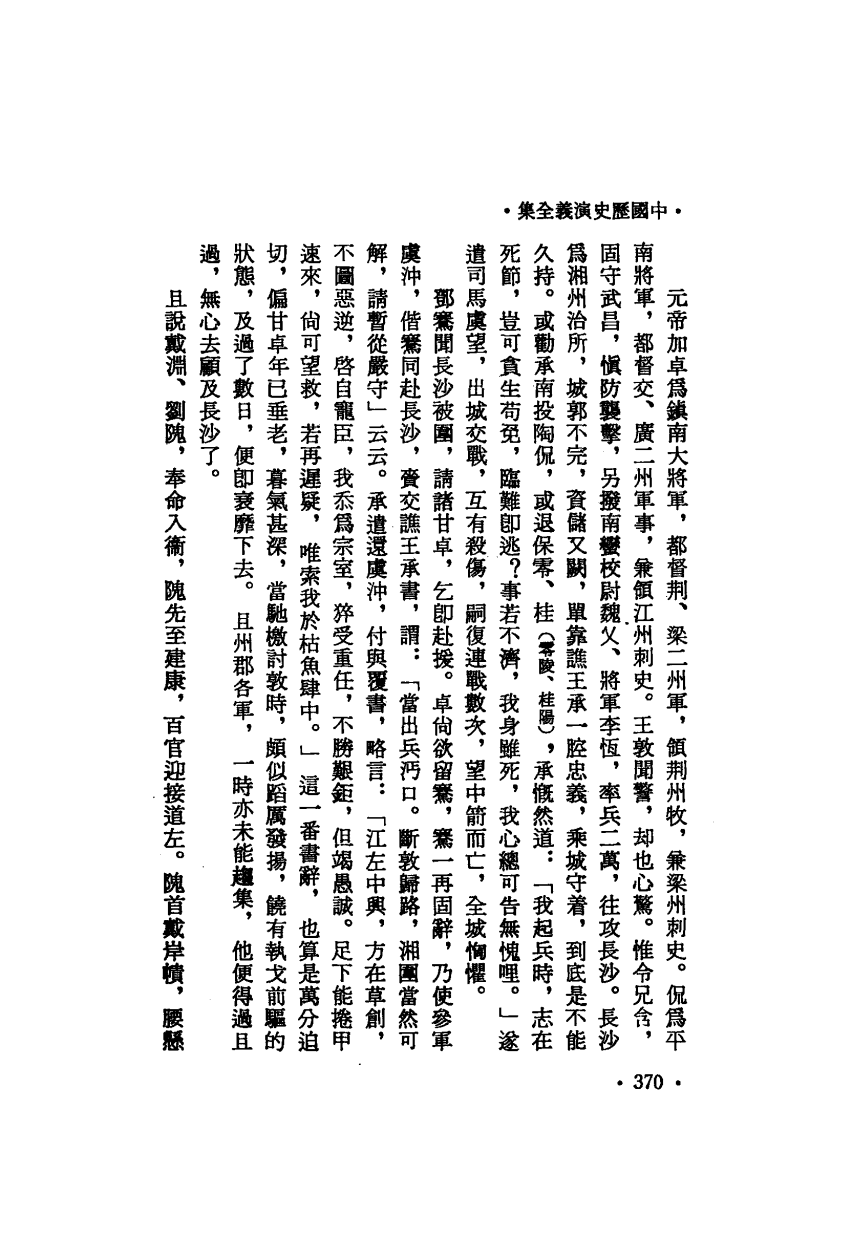 ·中國歷史演義全集·
元帝加卓爲鎮南大將軍，都督荆、梁二州軍，領荆州牧，兼梁州刺史。侃爲平
南將軍，都督交、廣二州軍事，兼領江州刺史。王敦聞警，却也心驚。惟令兄含，
固守武昌，愼防襲擊，另撥南蠻校尉魏乂、將軍李恆，率兵二萬，往攻長沙。長沙
爲湘州治所，城郭不完，資儲又闕，單靠譙王承一腔忠義，乘城守着，到底是不能
久持。或勸承南投陶侃，或退保零、桂（零陵、桂陽），承慨然道：「我起兵時，志在
死節，豈可貪生苟免，臨難卽逃？事若不濟，我身雖死，我心總可告無愧哩。」遂
遣司馬虞望，出城交戰，互有殺傷，嗣復連戰數次，望中箭而亡，全城恟懼。
鄧騫聞長沙被圍，請諸甘卓，乞卽赴援。卓尙欲留騫，騫一再固辭，乃使參軍
虞沖，偕騫同赴長沙，齎交譙王承書，謂：「當出兵沔口。斷敦歸路，湘圍當然可
解，請暫從嚴守」云云。承遣還虞沖，付與覆書，略言：「江左中興，方在草創，
不圖惡逆，啓自寵臣，我忝爲宗室，猝受重任，不勝艱鉅，但竭愚誠。足下能捲甲
速來，尙可望救，若再遲疑，唯索我於枯魚肆中。」這一番書辭，也算是萬分迫
切，偏甘卓年已垂老，暮氣甚深，當馳檄討敦時，頗似蹈厲發揚，饒有執戈前驅的
狀態，及過了數日，便卽衰靡下去。且州郡各軍，一時亦未能趨集，他便得過且
過，無心去顧及長沙了。
且說戴淵、劉隗，奉命入衞，隗先至建康，百官迎接道左。隗首戴岸幘，腰懸
·370·